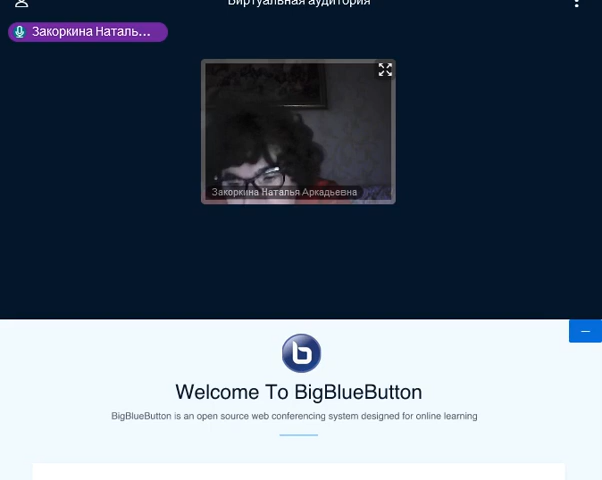 Виртуальная аудитория
Закоркина Наталь...
Закоркина Наталья Аркадьевна
Welcome To BigBlueButton
BigBlueButton is an open source web conferencing system designed for online learning